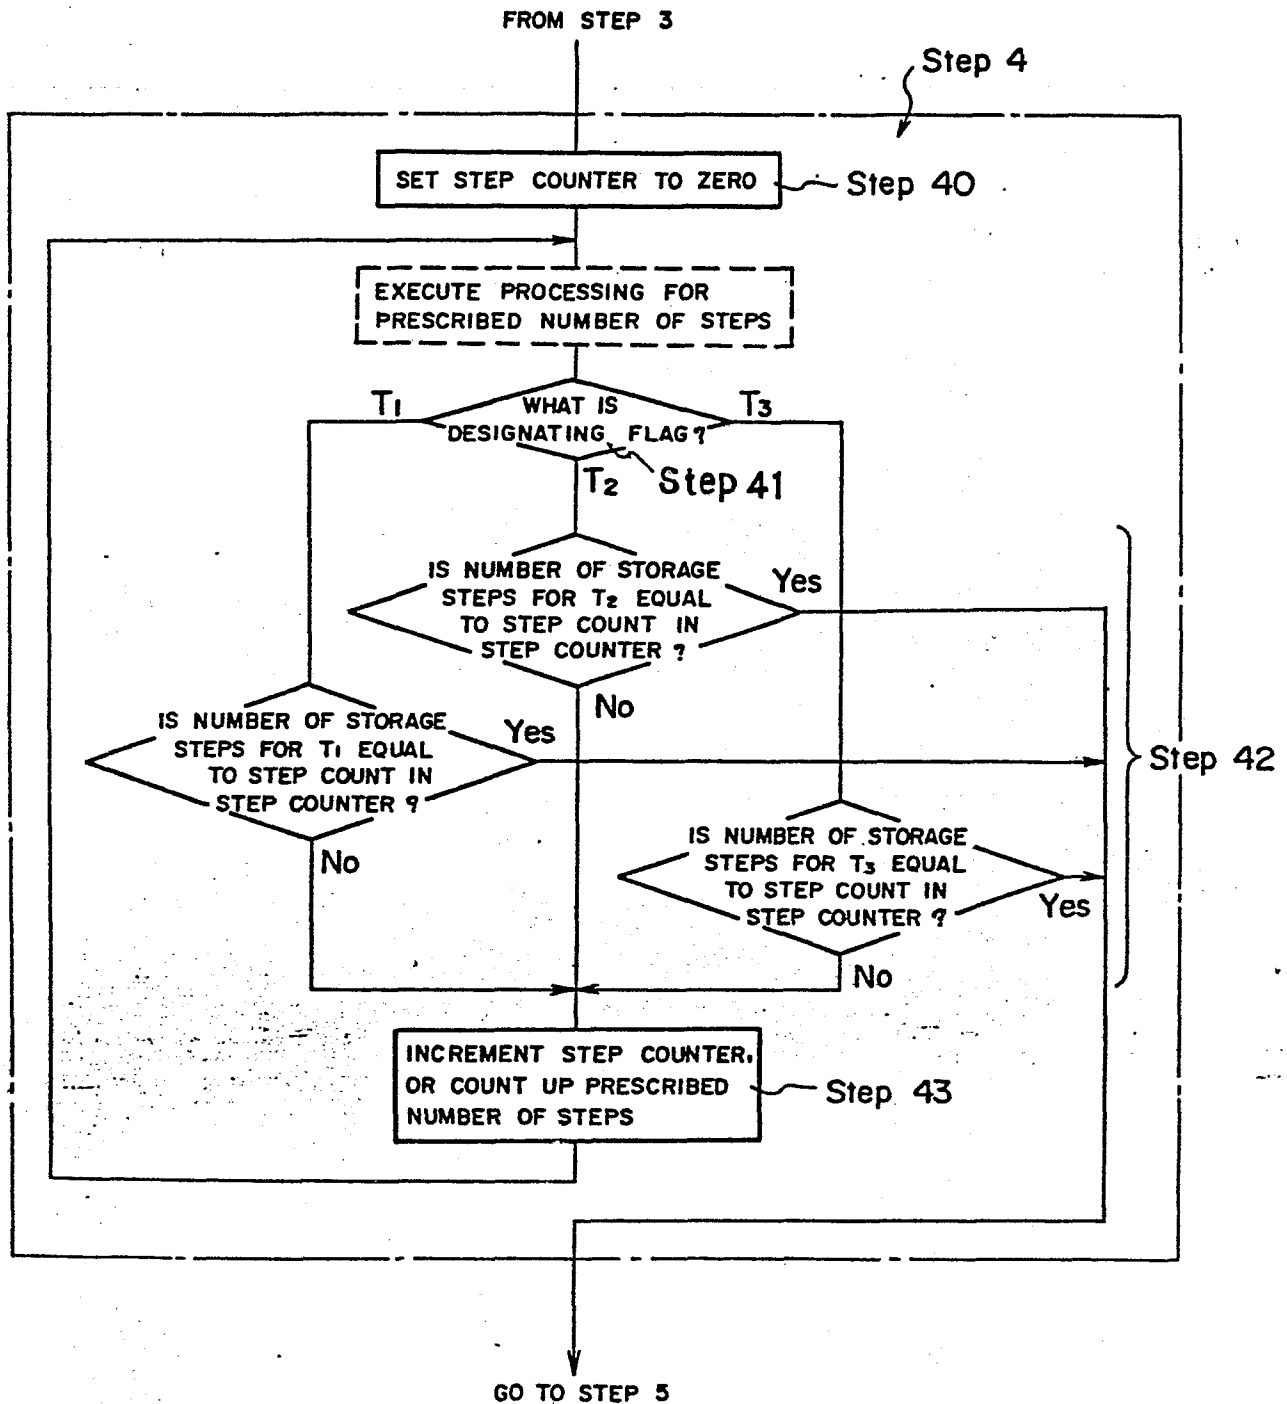 FROM STEP 3
Step 4
SET STEP COUNTER TO ZERO
Step 40
EXECUTE PROCESSING FOR
PRESCRIBED NUMBER OF STEPS
T1
T3
WHAT IS
DESIGNATING FLAG?
T2
Step 41
IS NUMBER OF STORAGE
STEPS FOR T2 EQUAL
TO STEP COUNT IN
STEP COUNTER ?
Yes
No
IS NUMBER OF STORAGE
STEPS FOR T1 EQUAL
TO STEP COUNT IN
STEP COUNTER ?
Yes
No
Step 42
IS NUMBER OF STORAGE
STEPS FOR T3 EQUAL
TO STEP COUNT IN
STEP COUNTER ?
Yes
No
INCREMENT STEP COUNTER,
OR COUNT UP PRESCRIBED
NUMBER OF STEPS
Step 43
GO TO STEP 5